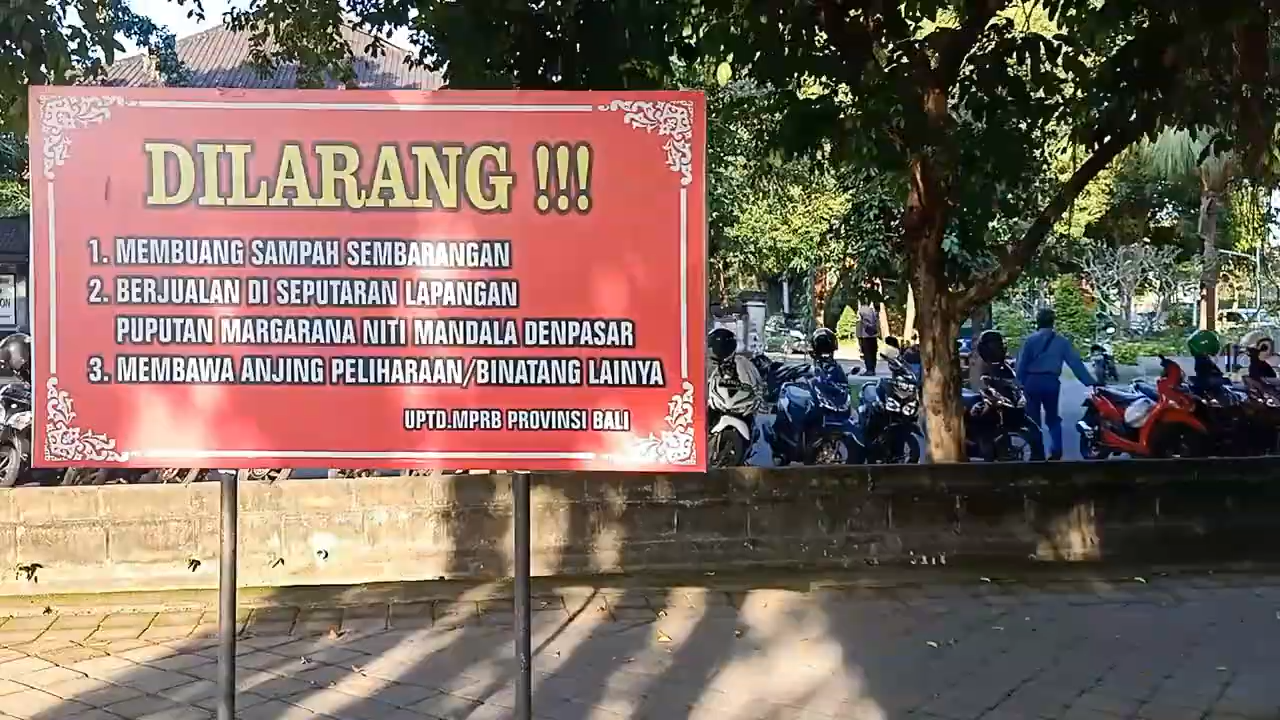 DILARANG !!!
1. MEMBUANG SAMPAH SEMBARANGAN
2. BERJUALAN DI SEPUTARAN LAPANGAN
PUPUTAN MARGARANA NITI MANDALA DENPASAR
3. MEMBAWA ANJING PELIHARAAN/BINATANG LAINYA
UPTD.MPRB PROVINSI BALI